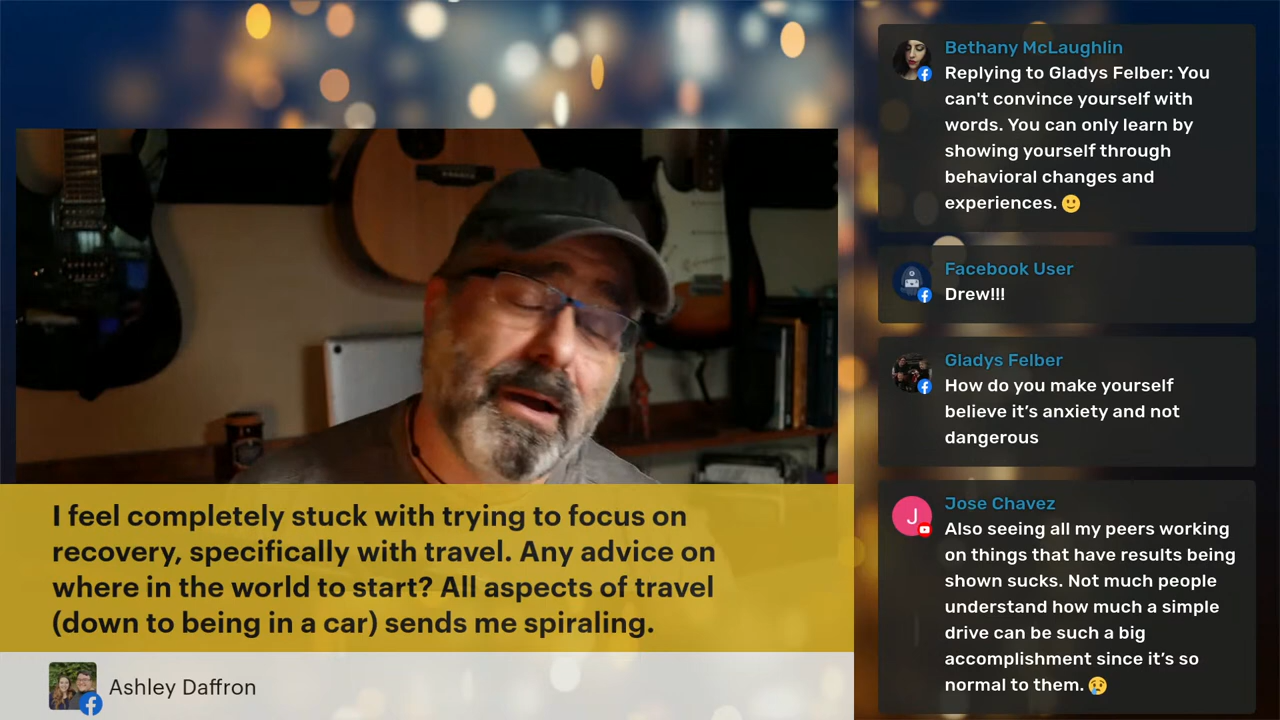 I feel completely stuck with trying to focus on
recovery, specifically with travel. Any advice on
where in the world to start? All aspects of travel
(down to being in a car) sends me spiraling.
Ashley Daffron
Bethany McLaughlin
Replying to Gladys Felber: You
can't convince yourself with
words. You can only learn by
showing yourself through
behavioral changes and
experiences. 🙂
Facebook User
Drew!!!
Gladys Felber
How do you make yourself
believe it’s anxiety and not
dangerous
J
Jose Chavez
Also seeing all my peers working
on things that have results being
shown sucks. Not much people
understand how much a simple
drive can be such a big
accomplishment since it’s so
normal to them. 😢